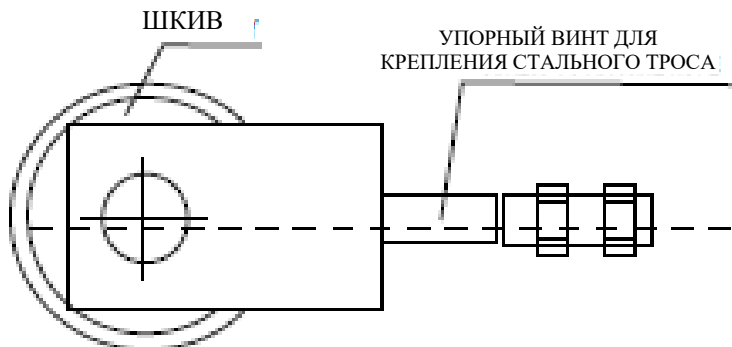 ШКИВ
УПОРНЫЙ ВИНТ ДЛЯ
КРЕПЛЕНИЯ СТАЛЬНОГО ТРОСА